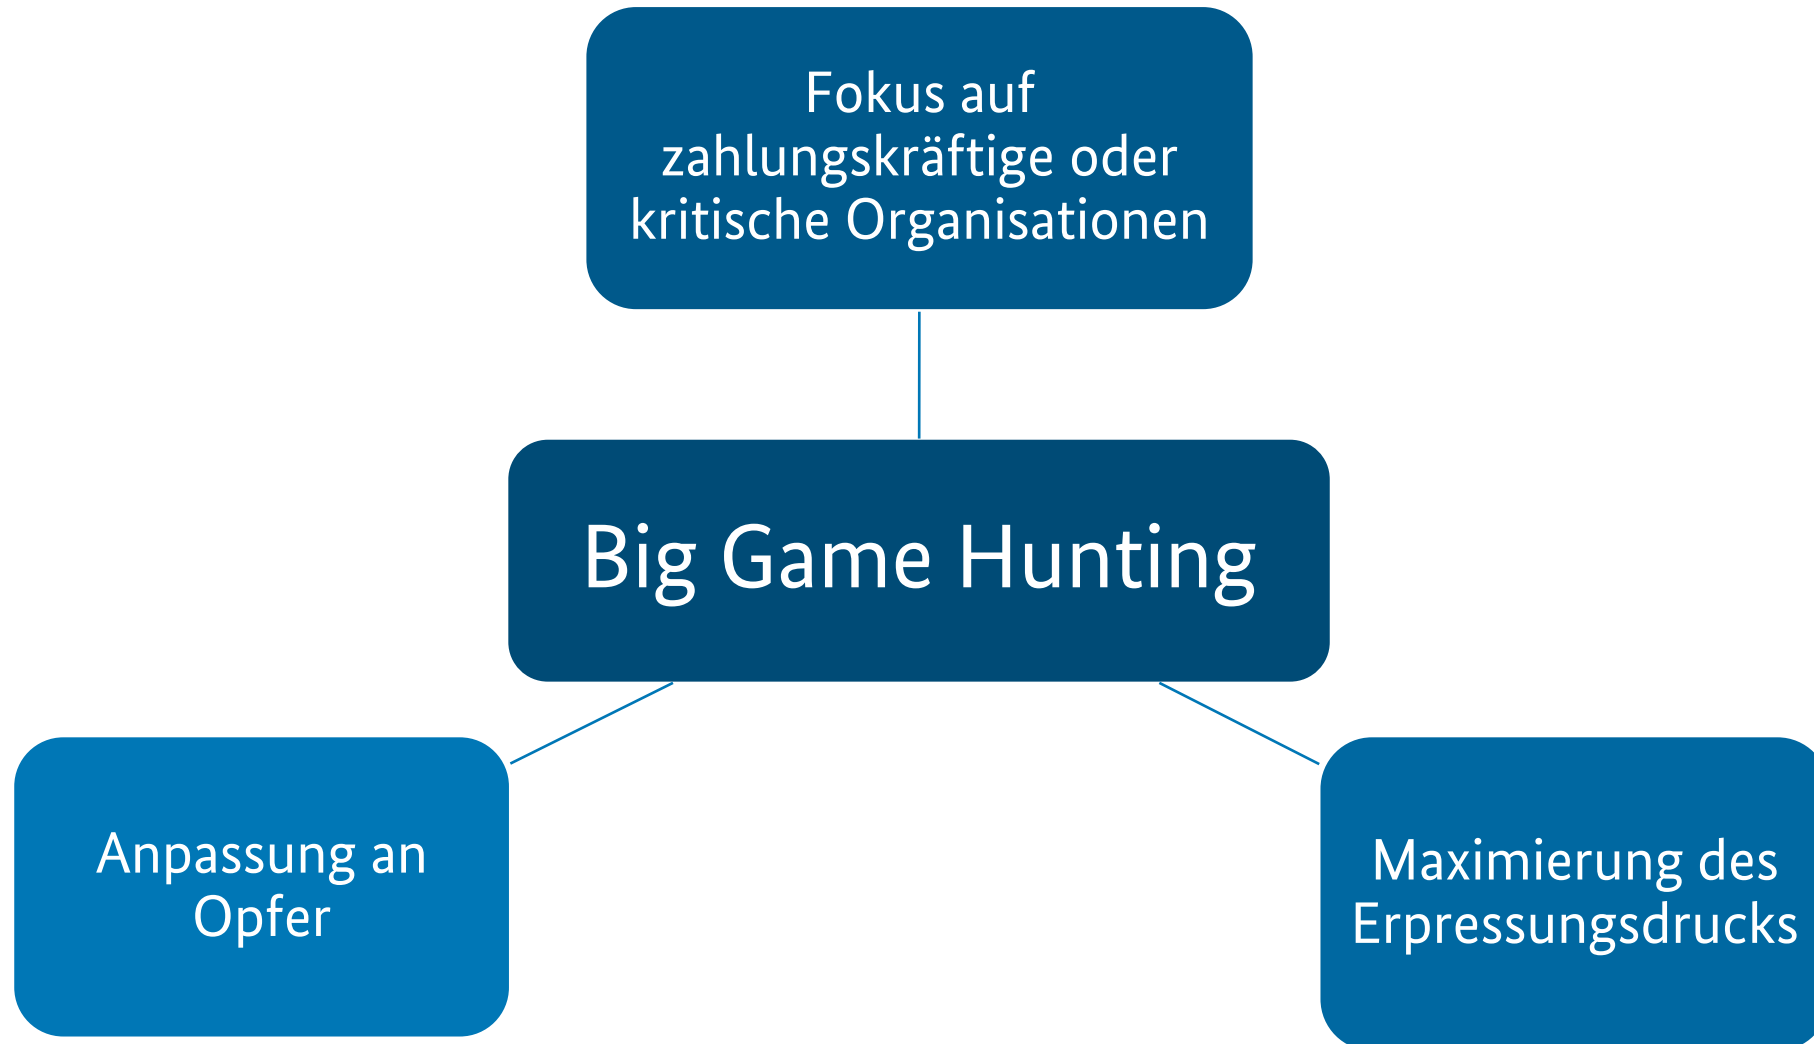 Fokus auf
zahlungskräftige oder
kritische Organisationen
Big Game Hunting
Anpassung an
Opfer
Maximierung des
Erpressungsdrucks